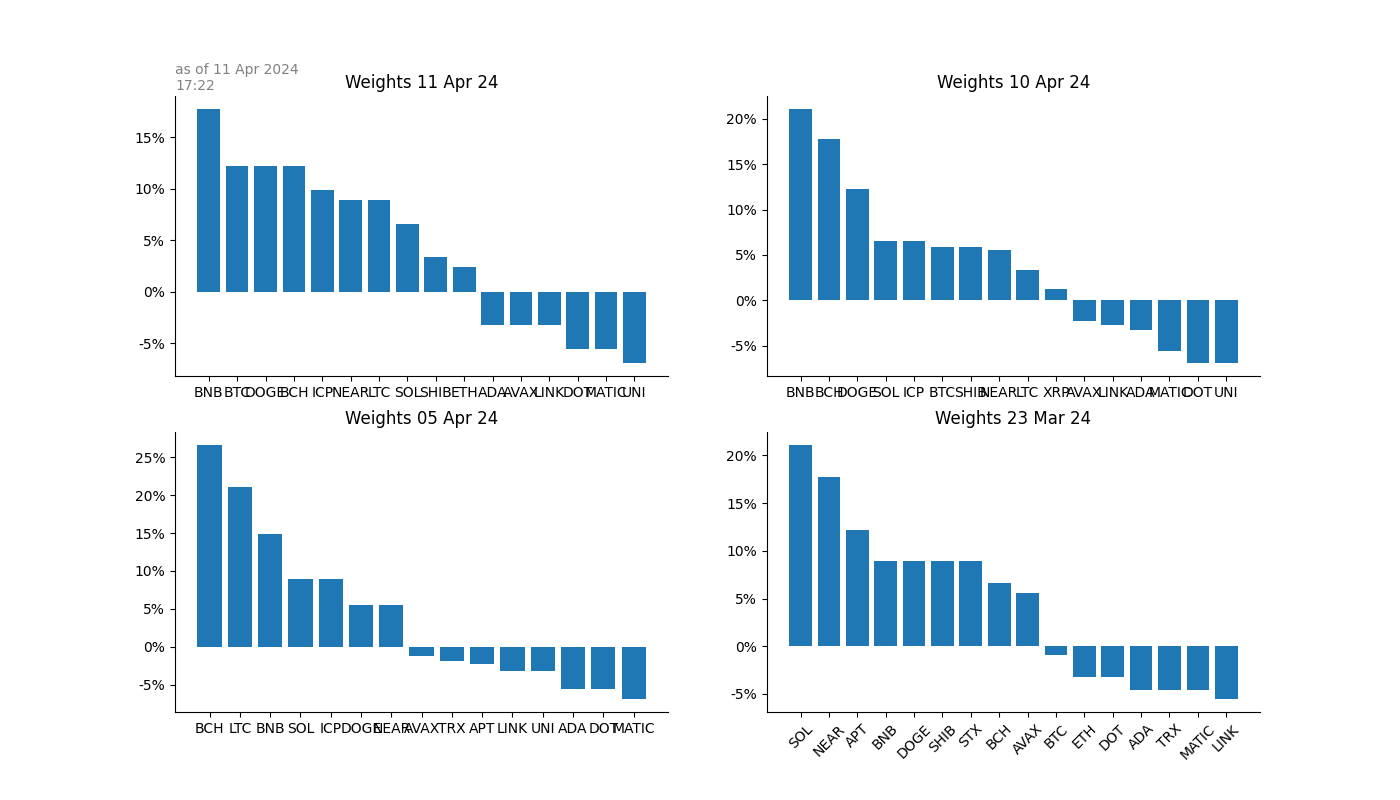 as of 11 Apr 2024
17:22
Weights 11 Apr 24
15%
10%
5%
0%
-5%
BNB BTC DOGE BCH ICP NEAR LTC SOL SHIB ETH ADA AVAX LINK DOT MATIC UNI
Weights 10 Apr 24
20%
15%
10%
5%
0%
-5%
BNB BCH DOGE SOL ICP BTC SHIB NEAR LTC XRP AVAX LINK ADA MATIC DOT UNI
Weights 05 Apr 24
25%
20%
15%
10%
5%
0%
-5%
BCH LTC BNB SOL ICP DOGE NEAR AVAX TRX APT LINK UNI ADA DOT MATIC
Weights 23 Mar 24
20%
15%
10%
5%
0%
-5%
SOL NEAR APT BNB DOGE SHIB STX BCH AVAX BTC ETH DOT ADA TRX MATIC LINK